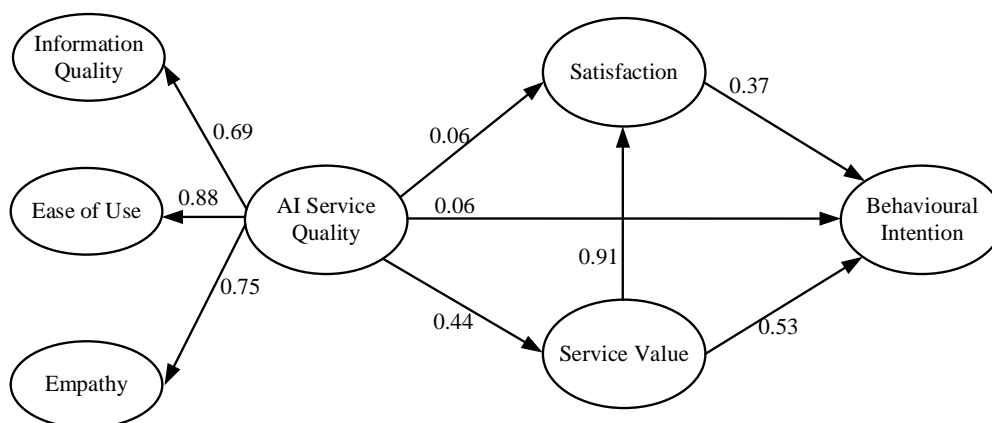 Information
Quality
Satisfaction
0.37
0.06
0.69
Ease of Use
0.88
AI Service
Quality
0.06
Behavioural
Intention
0.91
0.75
0.44
0.53
Service Value
Empathy